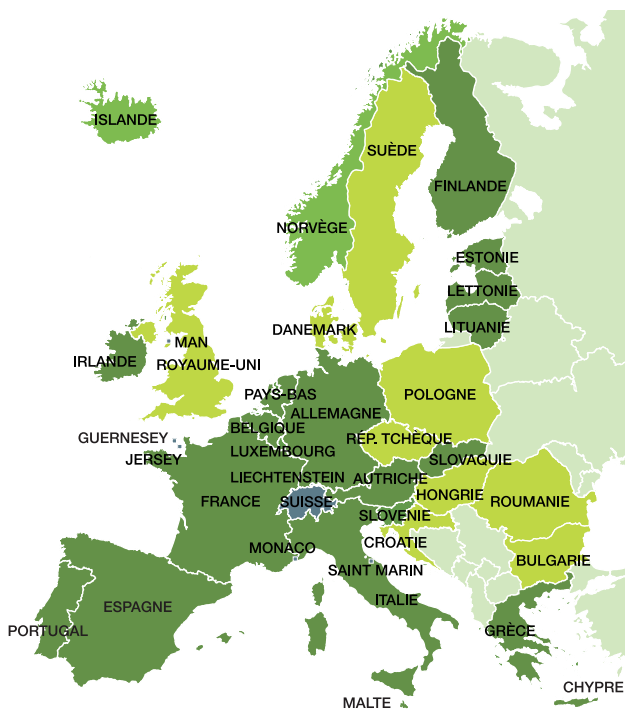 ISLANDE
SUÈDE
FINLANDE
NORVÈGE
ESTONIE
LETTONIE
LITUANIE
DANEMARK
MAN
IRLANDE
ROYAUME-UNI
PAYS-BAS
POLOGNE
ALLEMAGNE
BELGIQUE
GUERNESEY
RÉP. TCHÈQUE
JERSEY
LUXEMBOURG
SLOVAQUIE
LIECHTENSTEIN
AUTRICHE
FRANCE
SUISSE
HONGRIE
ROUMANIE
SLOVENIE
CROATIE
MONACO
BULGARIE
SAINT MARIN
ITALIE
ESPAGNE
PORTUGAL
GRÈCE
CHYPRE
MALTE